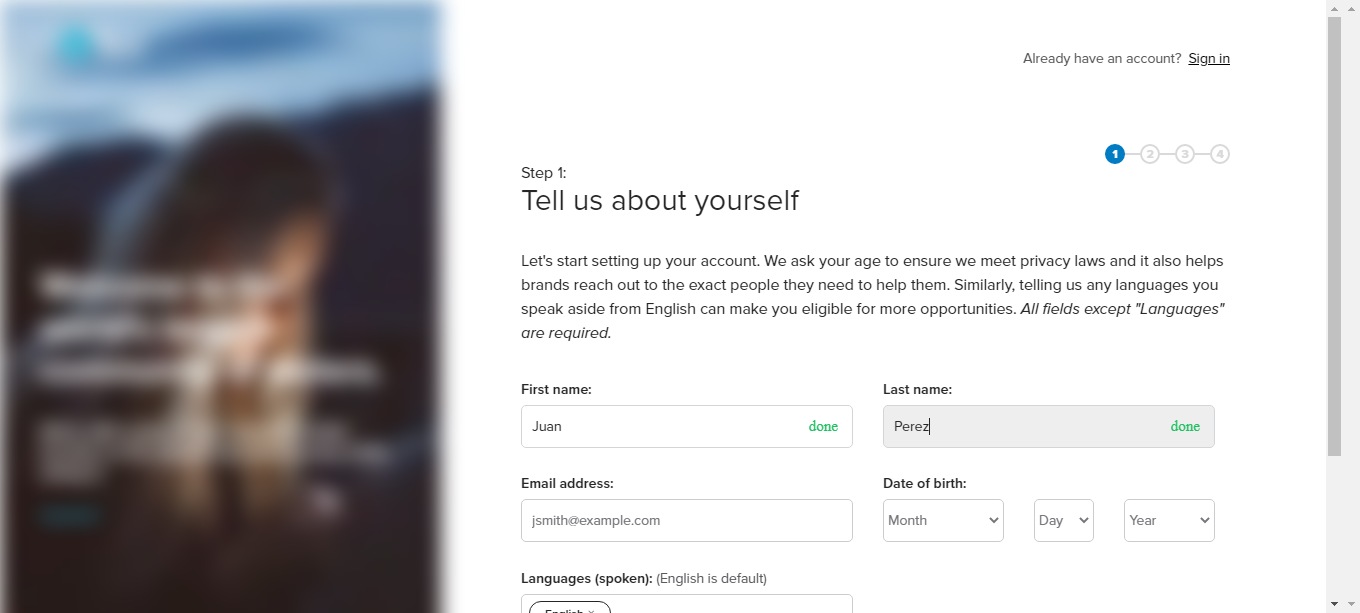 Already have an account? Sign in
1 2 3 4
Step 1:
Tell us about yourself
Let's start setting up your account. We ask your age to ensure we meet privacy laws and it also helps
brands reach out to the exact people they need to help them. Similarly, telling us any languages you
speak aside from English can make you eligible for more opportunities. All fields except "Languages"
are required.
First name: Last name:
Juan done Perez done
Email address: Date of birth:
jsmith@example.com Month Day Year
Languages (spoken): (English is default)
English ×